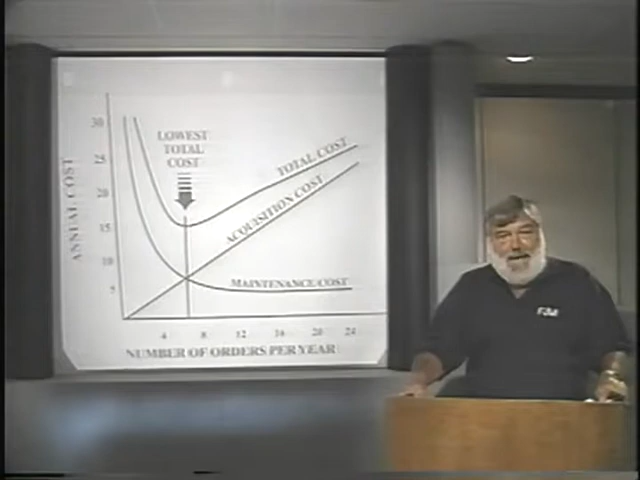 LOWEST
TOTAL
COST
TOTAL COST
ACQUISITION COST
MAINTENANCE COST
ANNUAL COST
30
25
20
15
10
5
4
8
12
16
20
24
NUMBER OF ORDERS PER YEAR